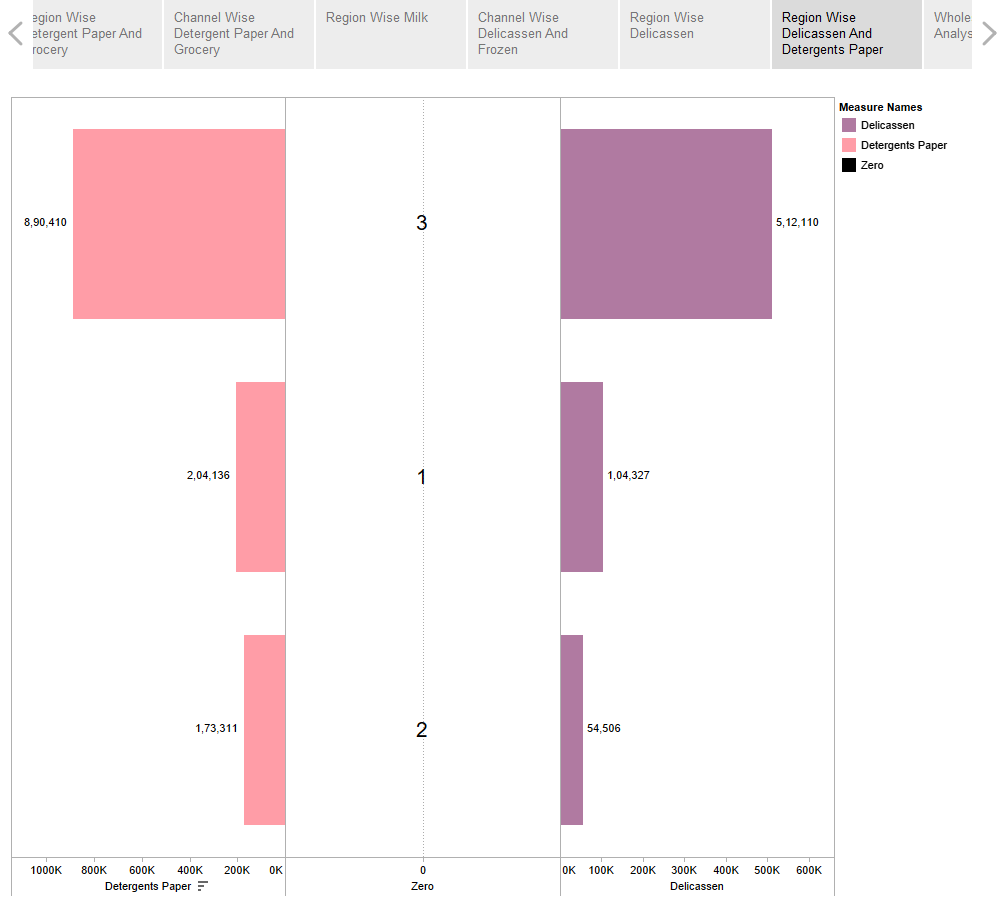 egion Wise
etergent Paper And
rocery
Channel Wise
Detergent Paper And
Grocery
Region Wise Milk
Channel Wise
Delicassen And
Frozen
Region Wise
Delicassen
Region Wise
Delicassen And
Detergents Paper
Whole
Analys
Measure Names
Delicassen
Detergents Paper
Zero
8,90,410
3
5,12,110
2,04,136
1
1,04,327
1,73,311
2
54,506
1000K 800K 600K 400K 200K 0K
0
0K 100K 200K 300K 400K 500K 600K
Detergents Paper
Zero
Delicassen